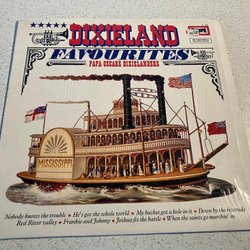 DIXIELAND
FAVOURITES
PAPA OSCARS DIXIELANDERS
MISSISSIPPI
Nobody knows the trouble • He's got the whole world • My bucket got a hole in it • Down by the riverside
Red River valley • Frankie and Johnny • Joshua fit the battle • When the saints go marchin' in